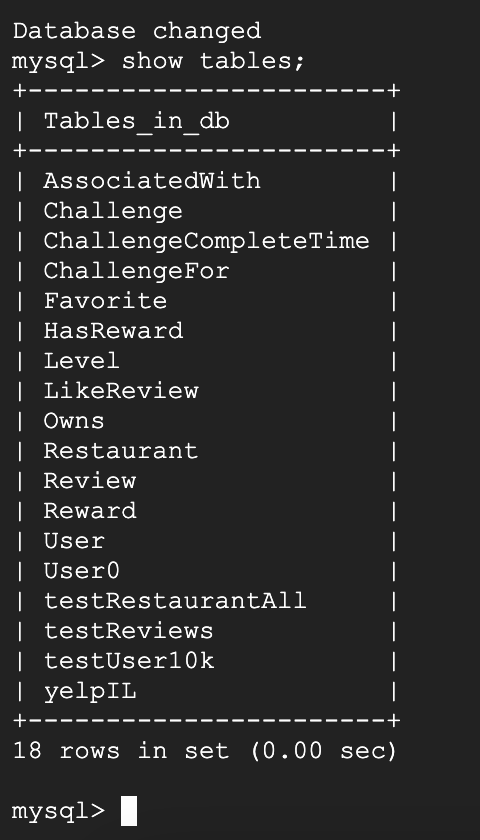 Database changed
mysql> show tables;
+-----------------------+
| Tables_in_db          |
+-----------------------+
| AssociatedWith        |
| Challenge             |
| ChallengeCompleteTime |
| ChallengeFor          |
| Favorite              |
| HasReward             |
| Level                 |
| LikeReview            |
| Owns                  |
| Restaurant            |
| Review                |
| Reward                |
| User                  |
| User0                 |
| testRestaurantAll     |
| testReviews           |
| testUser10k           |
| yelpIL                |
+-----------------------+
18 rows in set (0.00 sec)
mysql>